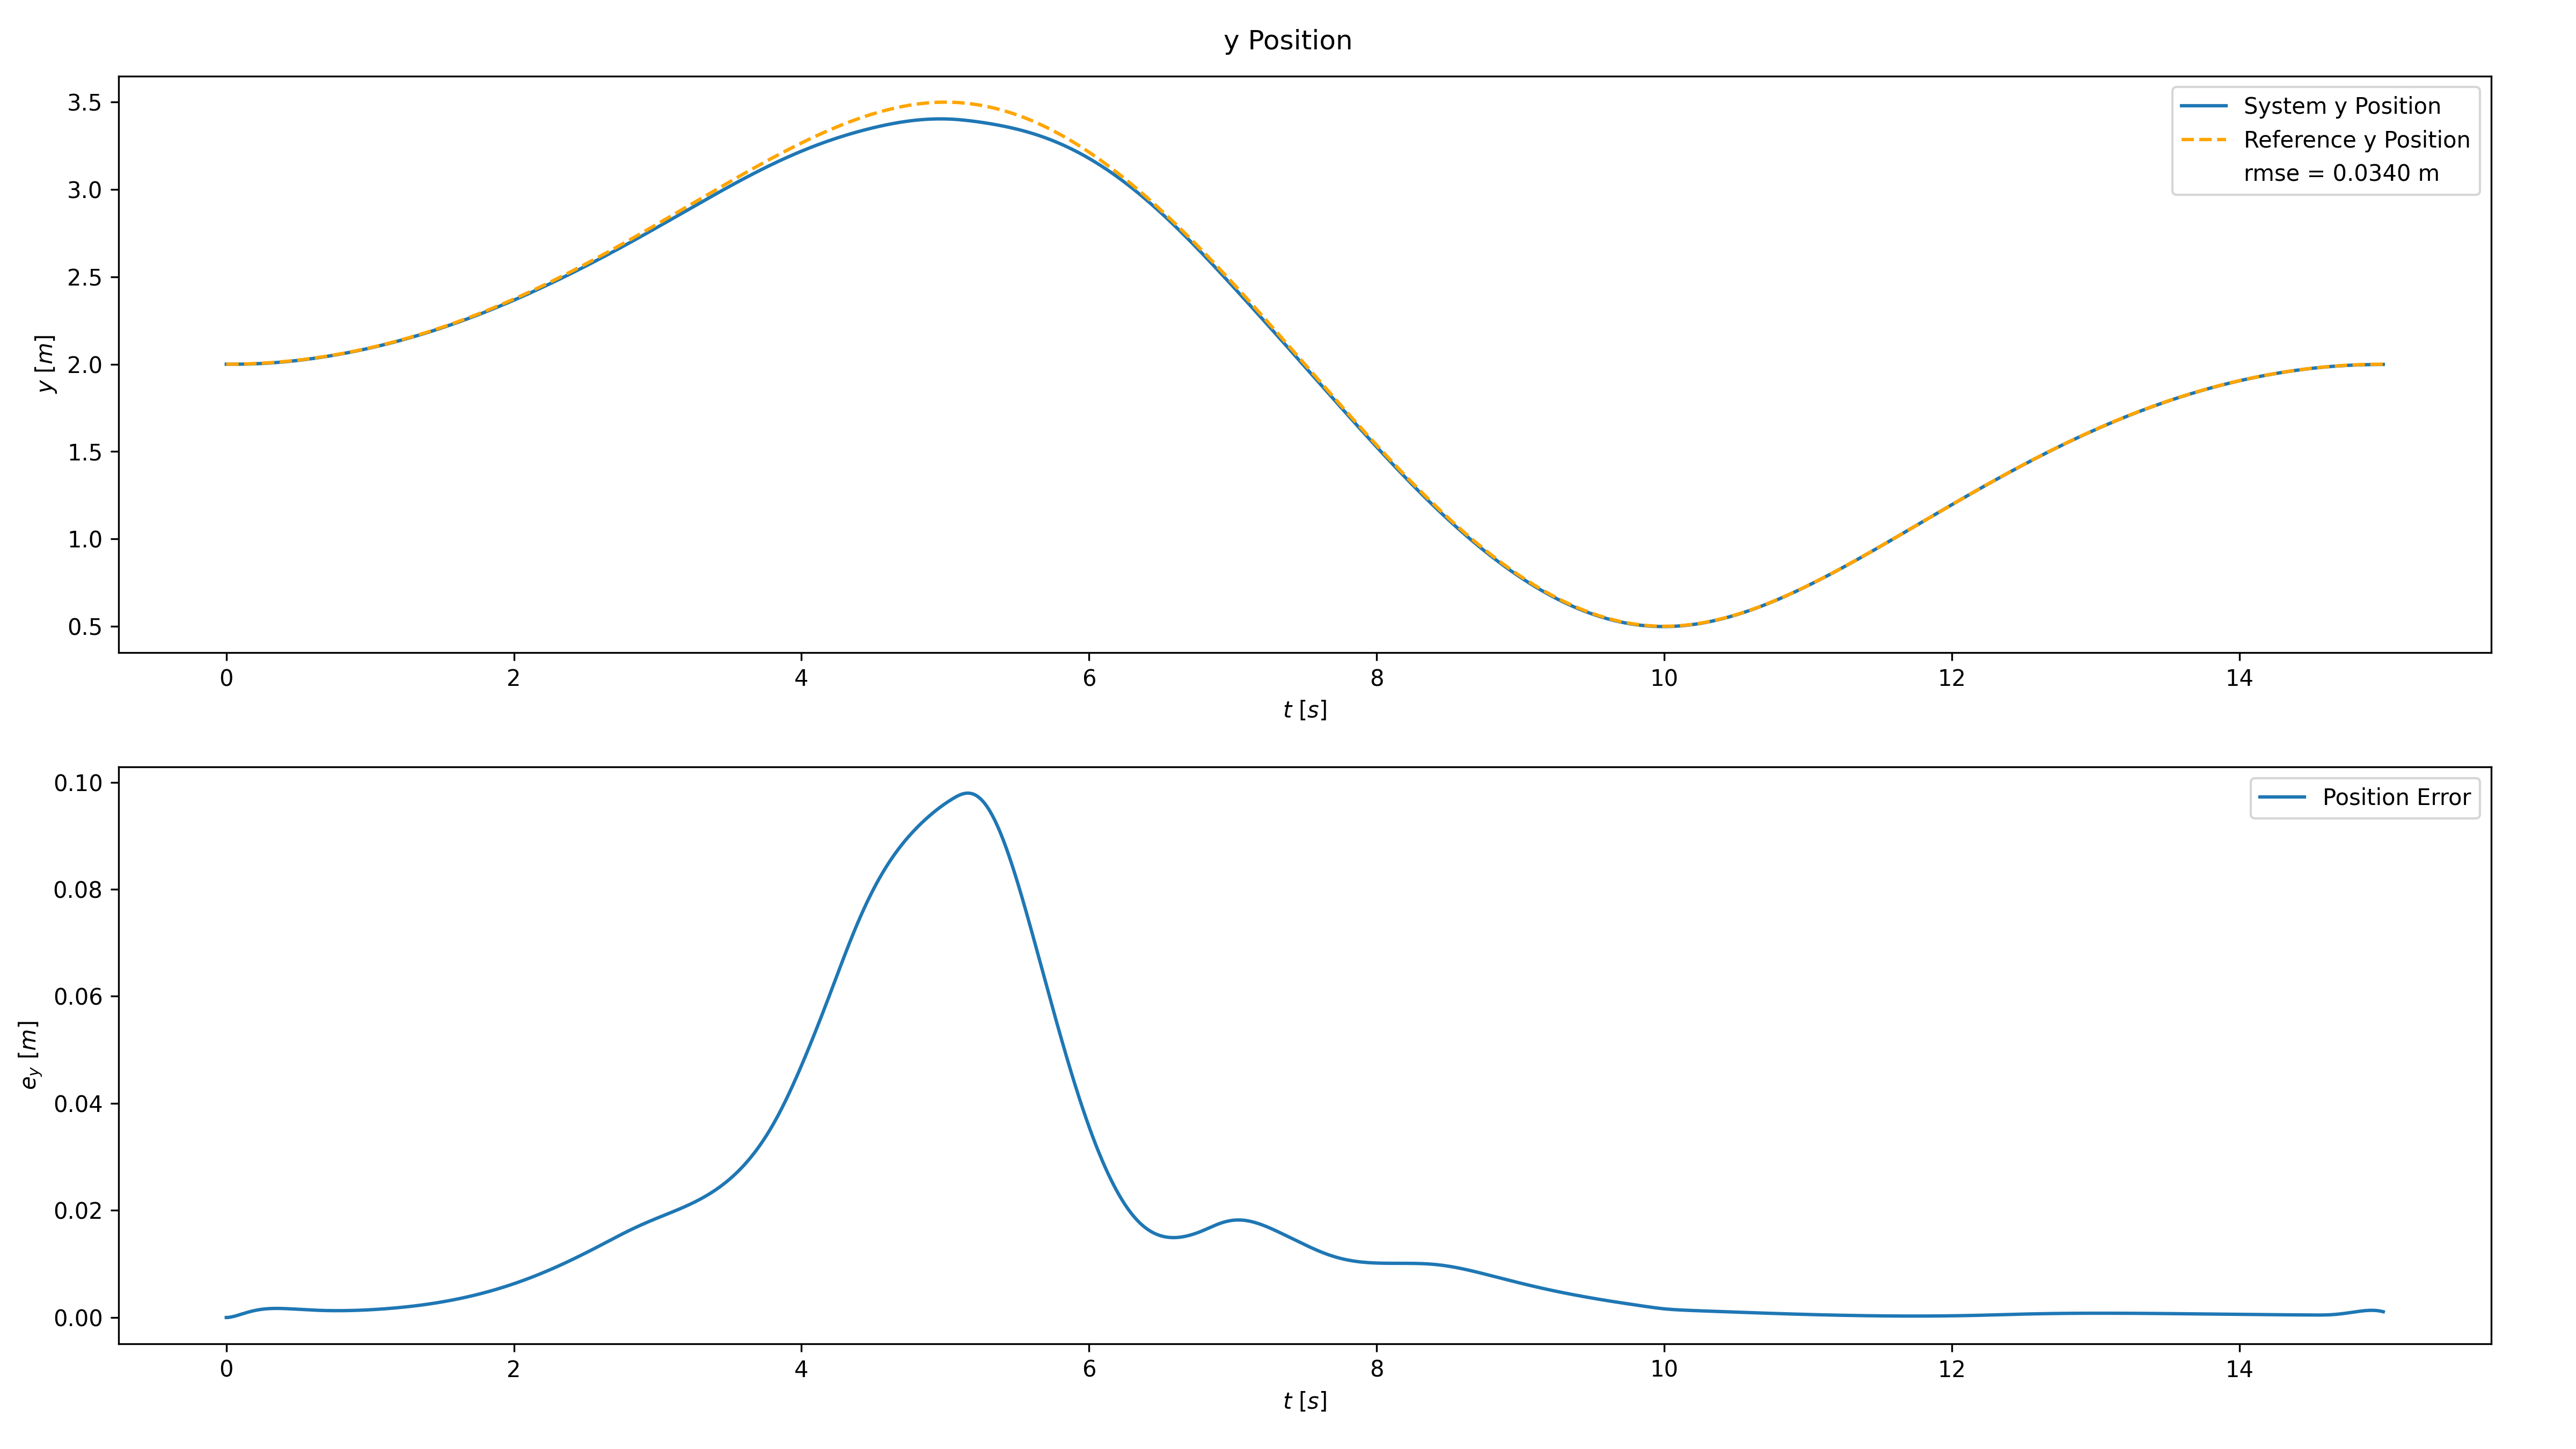 y Position
3.5
3.0
2.5
2.0
1.5
1.0
0.5
y [m]
System y Position
Reference y Position
rmse = 0.0340 m
0 2 4 6 8 10 12 14
t [s]
0.10
0.08
0.06
0.04
0.02
0.00
e_y [m]
Position Error
0 2 4 6 8 10 12 14
t [s]